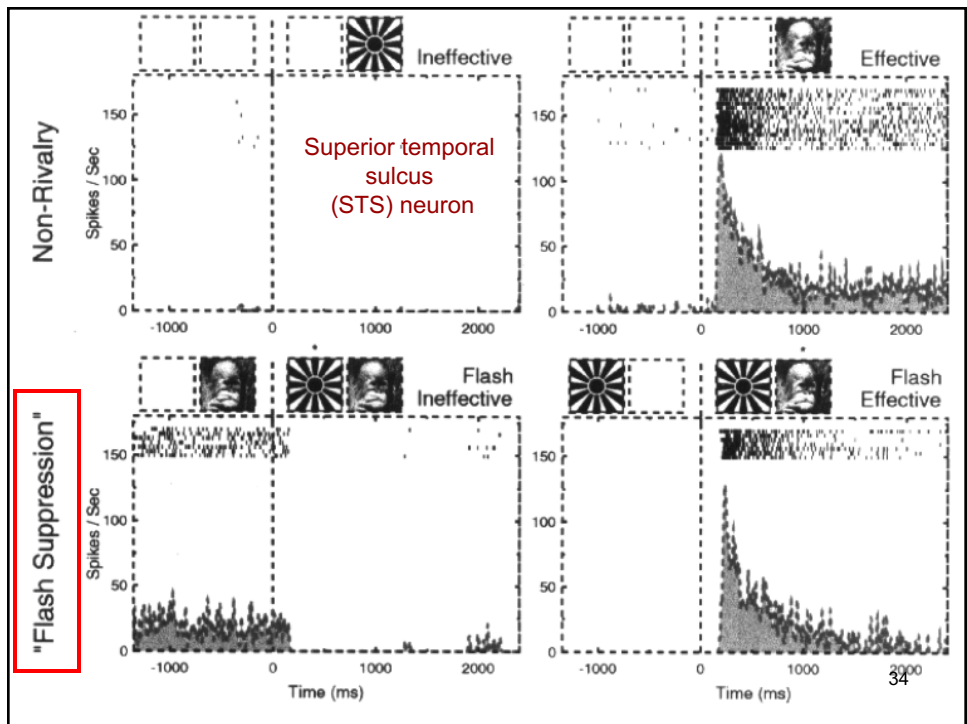 Ineffective
Effective
Non-Rivalry
Spikes / Sec
150
100
50
0
Superior temporal
sulcus
(STS) neuron
150
100
50
0
-1000
0
1000
2000
-1000
0
1000
2000
"Flash Suppression"
Flash
Ineffective
Flash
Effective
Spikes / Sec
150
100
50
0
150
100
50
0
-1000
0
1000
2000
-1000
0
1000
2000
Time (ms)
Time (ms)
34